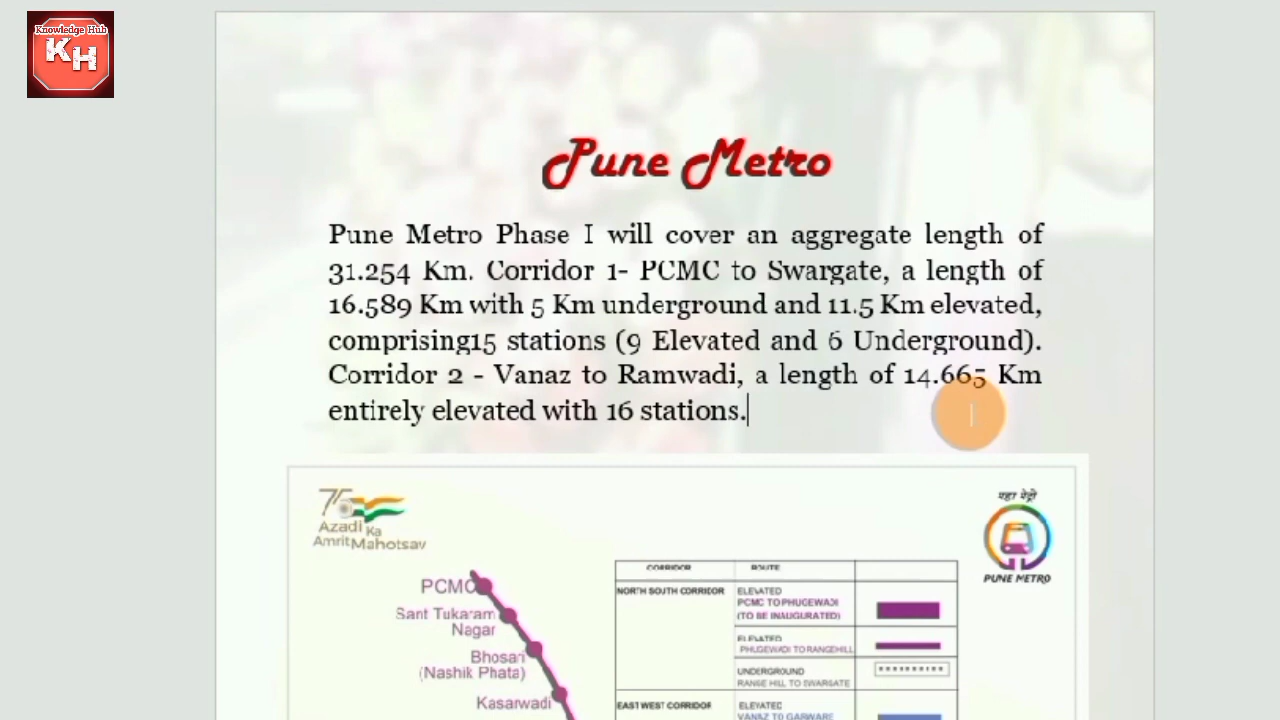 Knowledge Hub
KH
Pune Metro
Pune Metro Phase I will cover an aggregate length of
31.254 Km. Corridor 1- PCMC to Swargate, a length of
16.589 Km with 5 Km underground and 11.5 Km elevated,
comprising15 stations (9 Elevated and 6 Underground).
Corridor 2 - Vanaz to Ramwadi, a length of 14.665 Km
entirely elevated with 16 stations.
75
Azadi Ka
Amrit Mahotsav
महा मेट्रो
PUNE METRO
PCMC
Sant Tukaram
Nagar
Bhosari
(Nashik Phata)
Kasarwadi
CORRIDOR ROUTE
NORTH SOUTH CORRIDOR
ELEVATED
PCMC TO PHUGEWADI
(TO BE INAUGURATED)
ELEVATED
PHUGEWADI TO RANGEHILL
UNDERGROUND
RANGE HILL TO SWARGATE
EAST WEST CORRIDOR
ELEVATED
VANAZ TO GARWARE